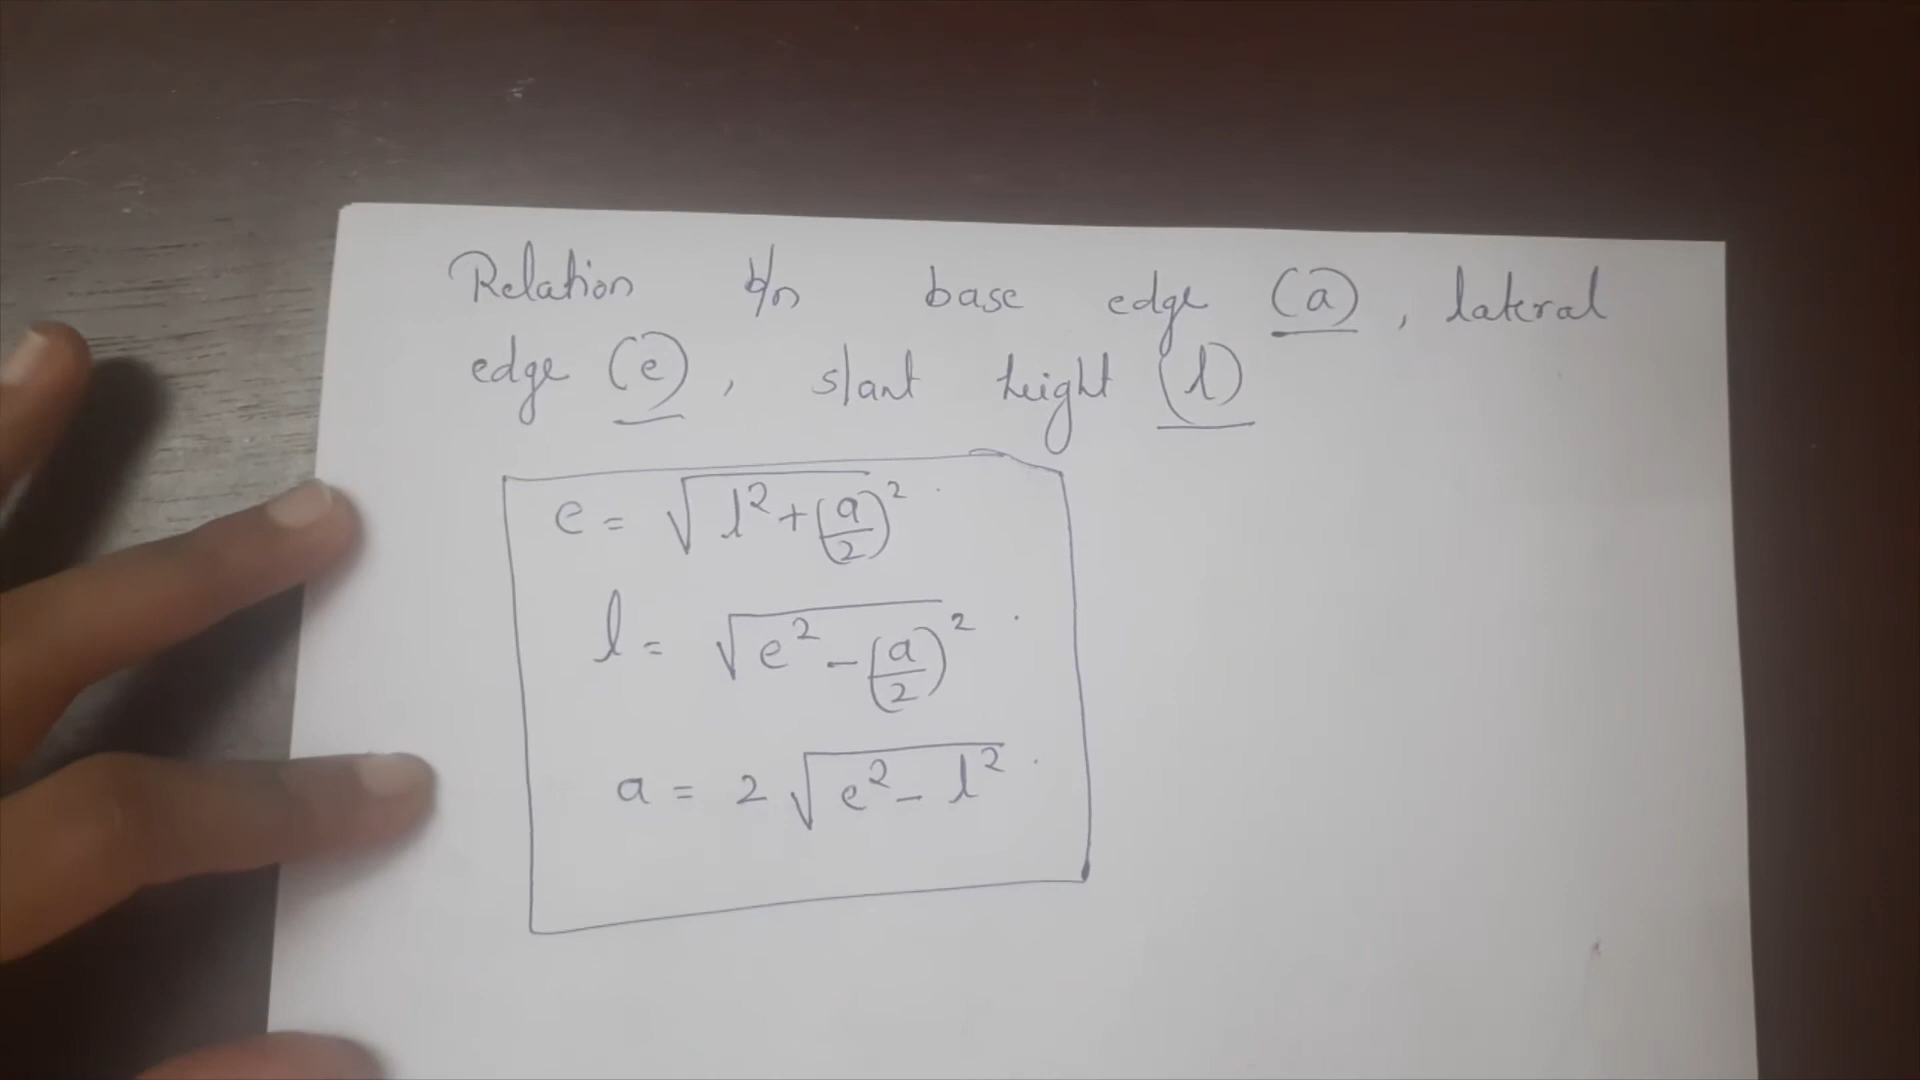 Relation b/n base edge (a), lateral
edge (e), slant height (l)
e = √l²+(a/2)²
l = √e²-(a/2)²
a = 2√e²-l²